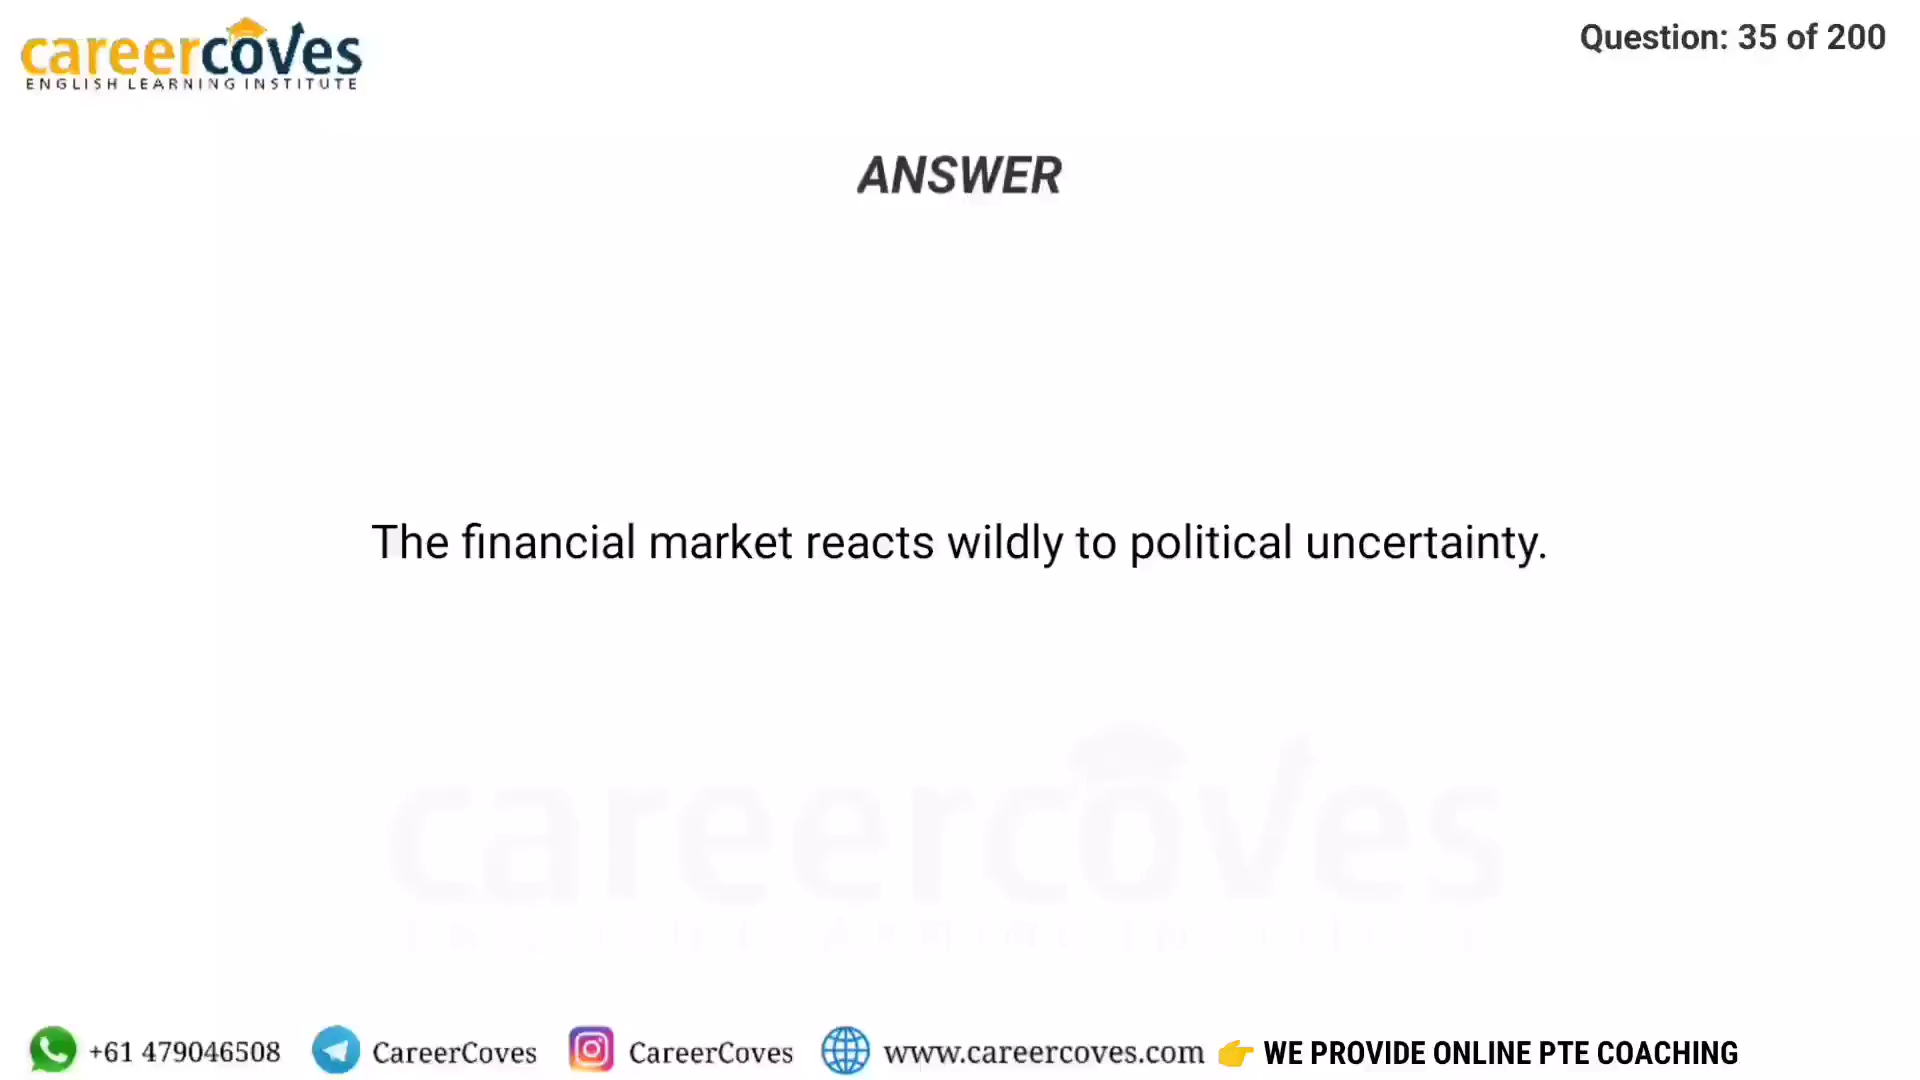 careercoves
ENGLISH LEARNING INSTITUTE
Question: 35 of 200
ANSWER
The financial market reacts wildly to political uncertainty.
careercoves
+61 479046508
CareerCoves
CareerCoves
www.careercoves.com
WE PROVIDE ONLINE PTE COACHING